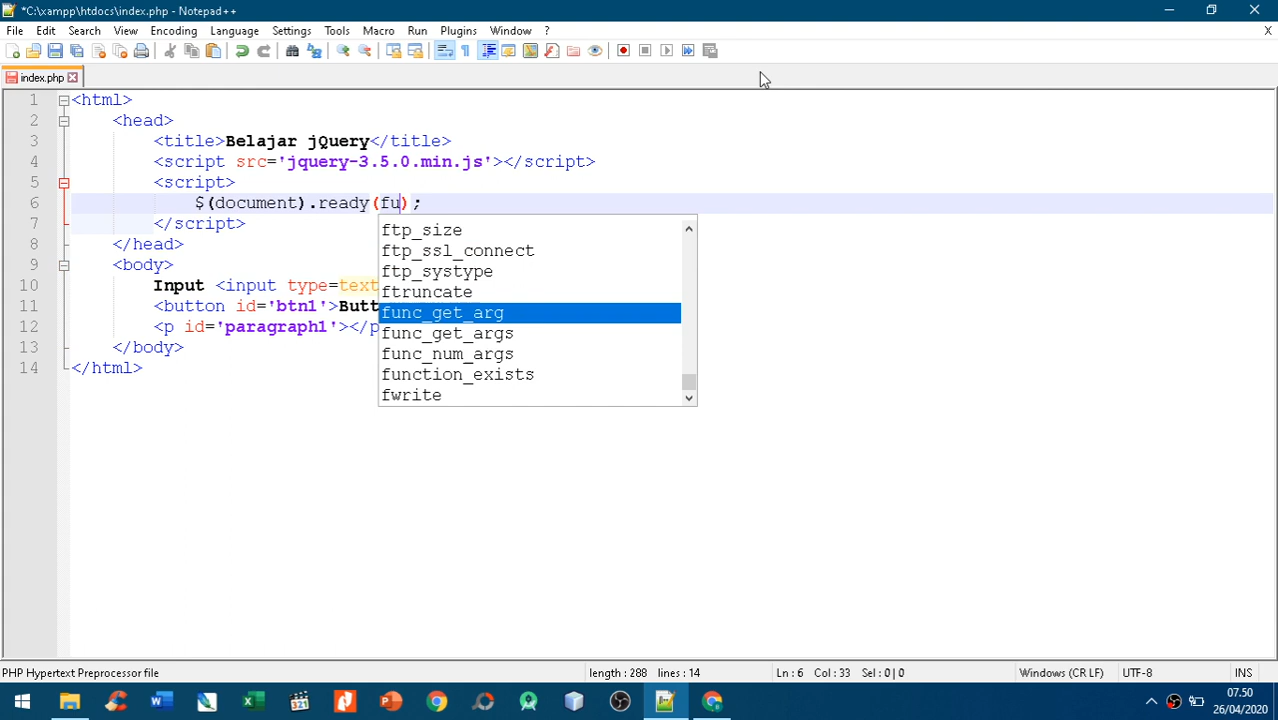 *C:\xampp\htdocs\index.php - Notepad++
File Edit Search View Encoding Language Settings Tools Macro Run Plugins Window ? X
index.php
1 <html>
2 <head>
3 <title>Belajar jQuery</title>
4 <script src='jquery-3.5.0.min.js'></script>
5 <script>
6 $(document).ready(fu);
7 </script>
8 </head>
9 <body>
10 Input <input type=text
11 <button id='btn1'>Butt
12 <p id='paragraph1'></p
13 </body>
14 </html>
ftp_size
ftp_ssl_connect
ftp_systype
ftruncate
func_get_arg
func_get_args
func_num_args
function_exists
fwrite
PHP Hypertext Preprocessor file length : 288 lines : 14 Ln : 6 Col : 33 Sel : 0 | 0 Windows (CR LF) UTF-8 INS
321
07.50
26/04/2020